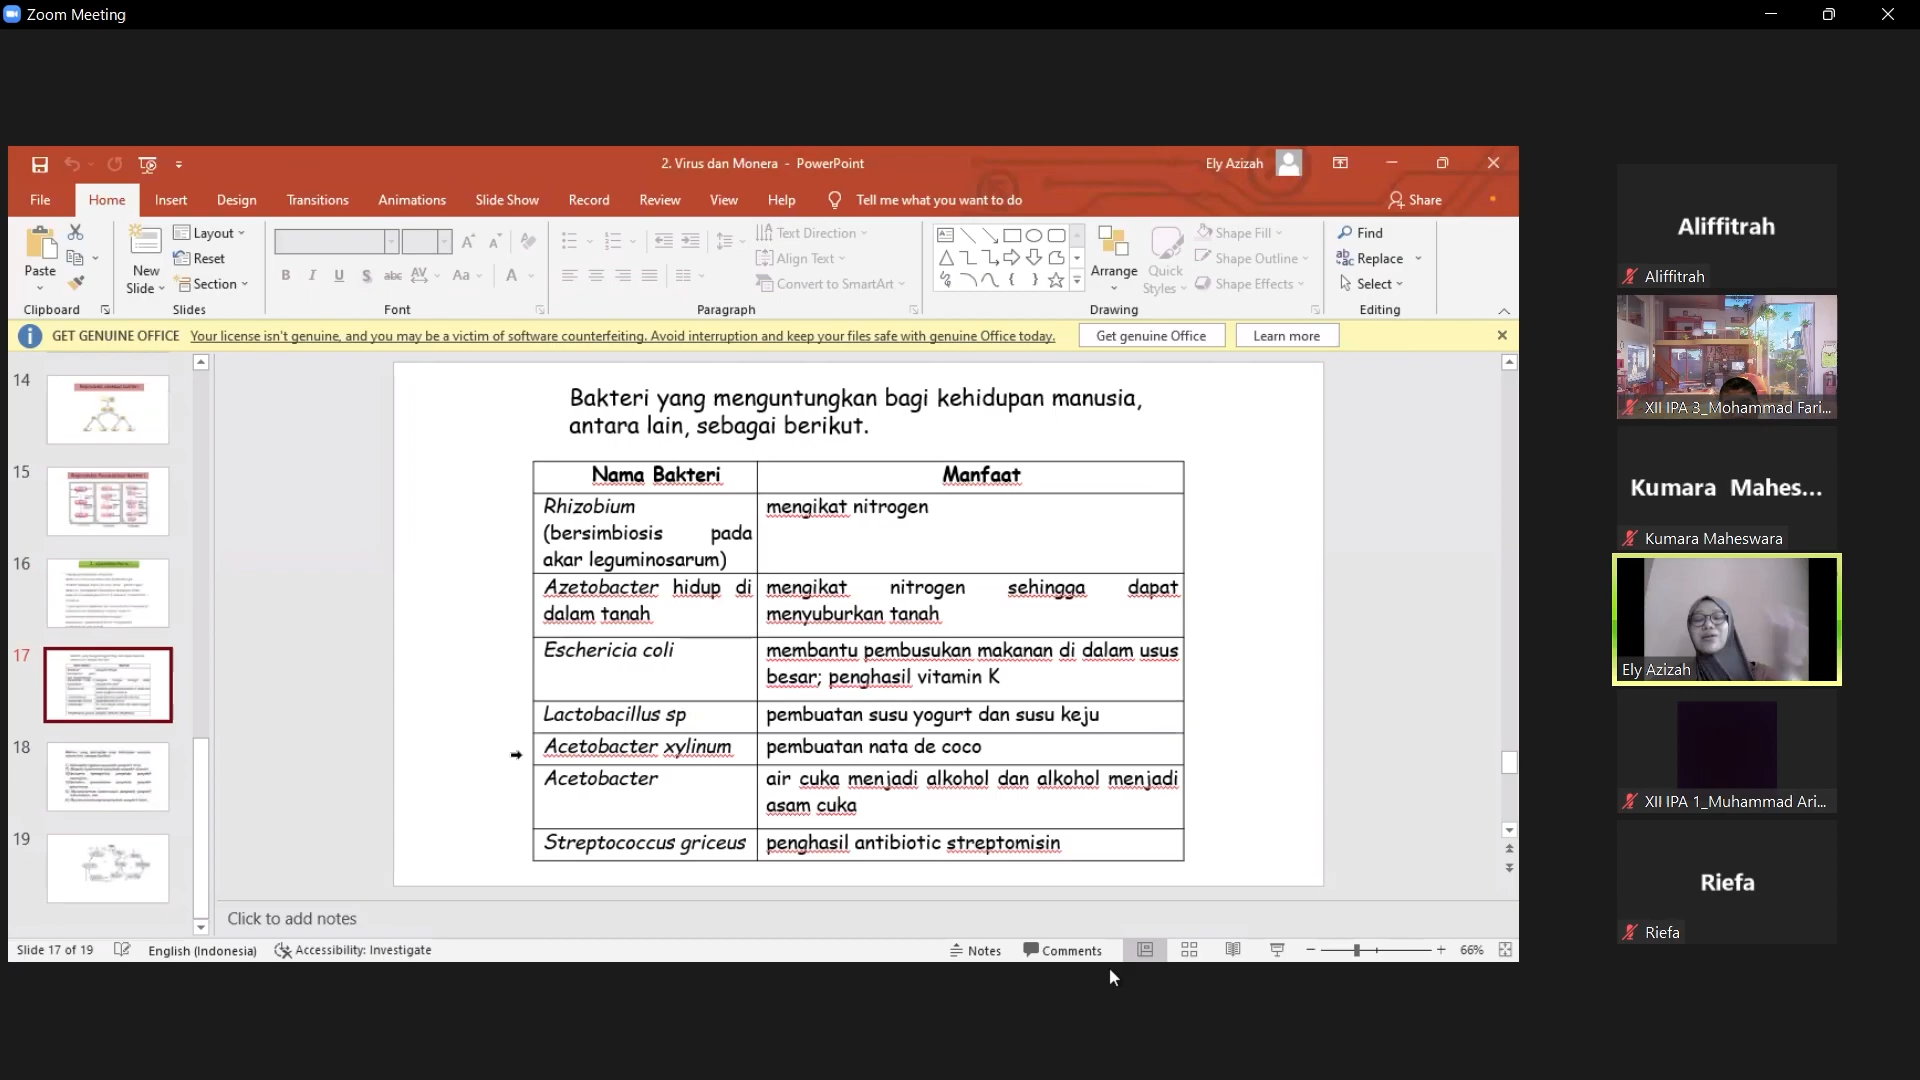 Zoom Meeting
2. Virus dan Monera - PowerPoint
Ely Azizah
File Home Insert Design Transitions Animations Slide Show Record Review View Help Tell me what you want to do Share
Paste
Clipboard
New Slide
Layout
Reset
Section
Slides
B I U S abc AV Aa A
Font
Text Direction
Align Text
Convert to SmartArt
Paragraph
Arrange
Quick Styles
Shape Fill
Shape Outline
Shape Effects
Drawing
Find
Replace
Select
Editing
GET GENUINE OFFICE Your license isn't genuine, and you may be a victim of software counterfeiting. Avoid interruption and keep your files safe with genuine Office today. Get genuine Office Learn more
14
15
16
17
18
19
Bakteri yang menguntungkan bagi kehidupan manusia,
antara lain, sebagai berikut.
Nama Bakteri Manfaat
Rhizobium mengikat nitrogen
(bersimbiosis pada
akar leguminosarum)
Azetobacter hidup di mengikat nitrogen sehingga dapat
dalam tanah menyuburkan tanah
Eschericia coli membantu pembusukan makanan di dalam usus
besar; penghasil vitamin K
Lactobacillus sp pembuatan susu yogurt dan susu keju
Acetobacter xylinum pembuatan nata de coco
Acetobacter air cuka menjadi alkohol dan alkohol menjadi
asam cuka
Streptococcus griceus penghasil antibiotic streptomisin
Click to add notes
Slide 17 of 19 English (Indonesia) Accessibility: Investigate Notes Comments 66%
Aliffitrah
Aliffitrah
XII IPA 3_Mohammad Fari...
Kumara Mahes...
Kumara Maheswara
Ely Azizah
XII IPA 1_Muhammad Ari...
Riefa
Riefa